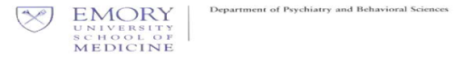 EMORY
UNIVERSITY
SCHOOL OF
MEDICINE
Department of Psychiatry and Behavioral Sciences